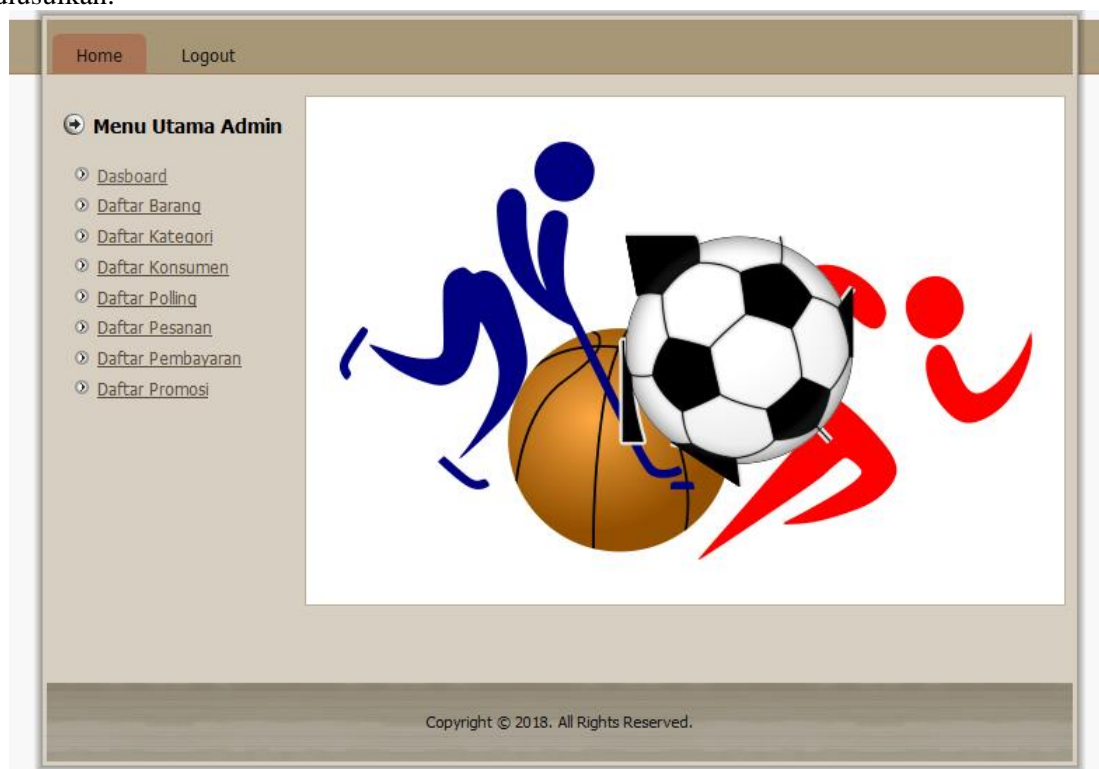 Home Logout
Menu Utama Admin
Dasboard
Daftar Barang
Daftar Kategori
Daftar Konsumen
Daftar Polling
Daftar Pesanan
Daftar Pembayaran
Daftar Promosi
Copyright © 2018. All Rights Reserved.